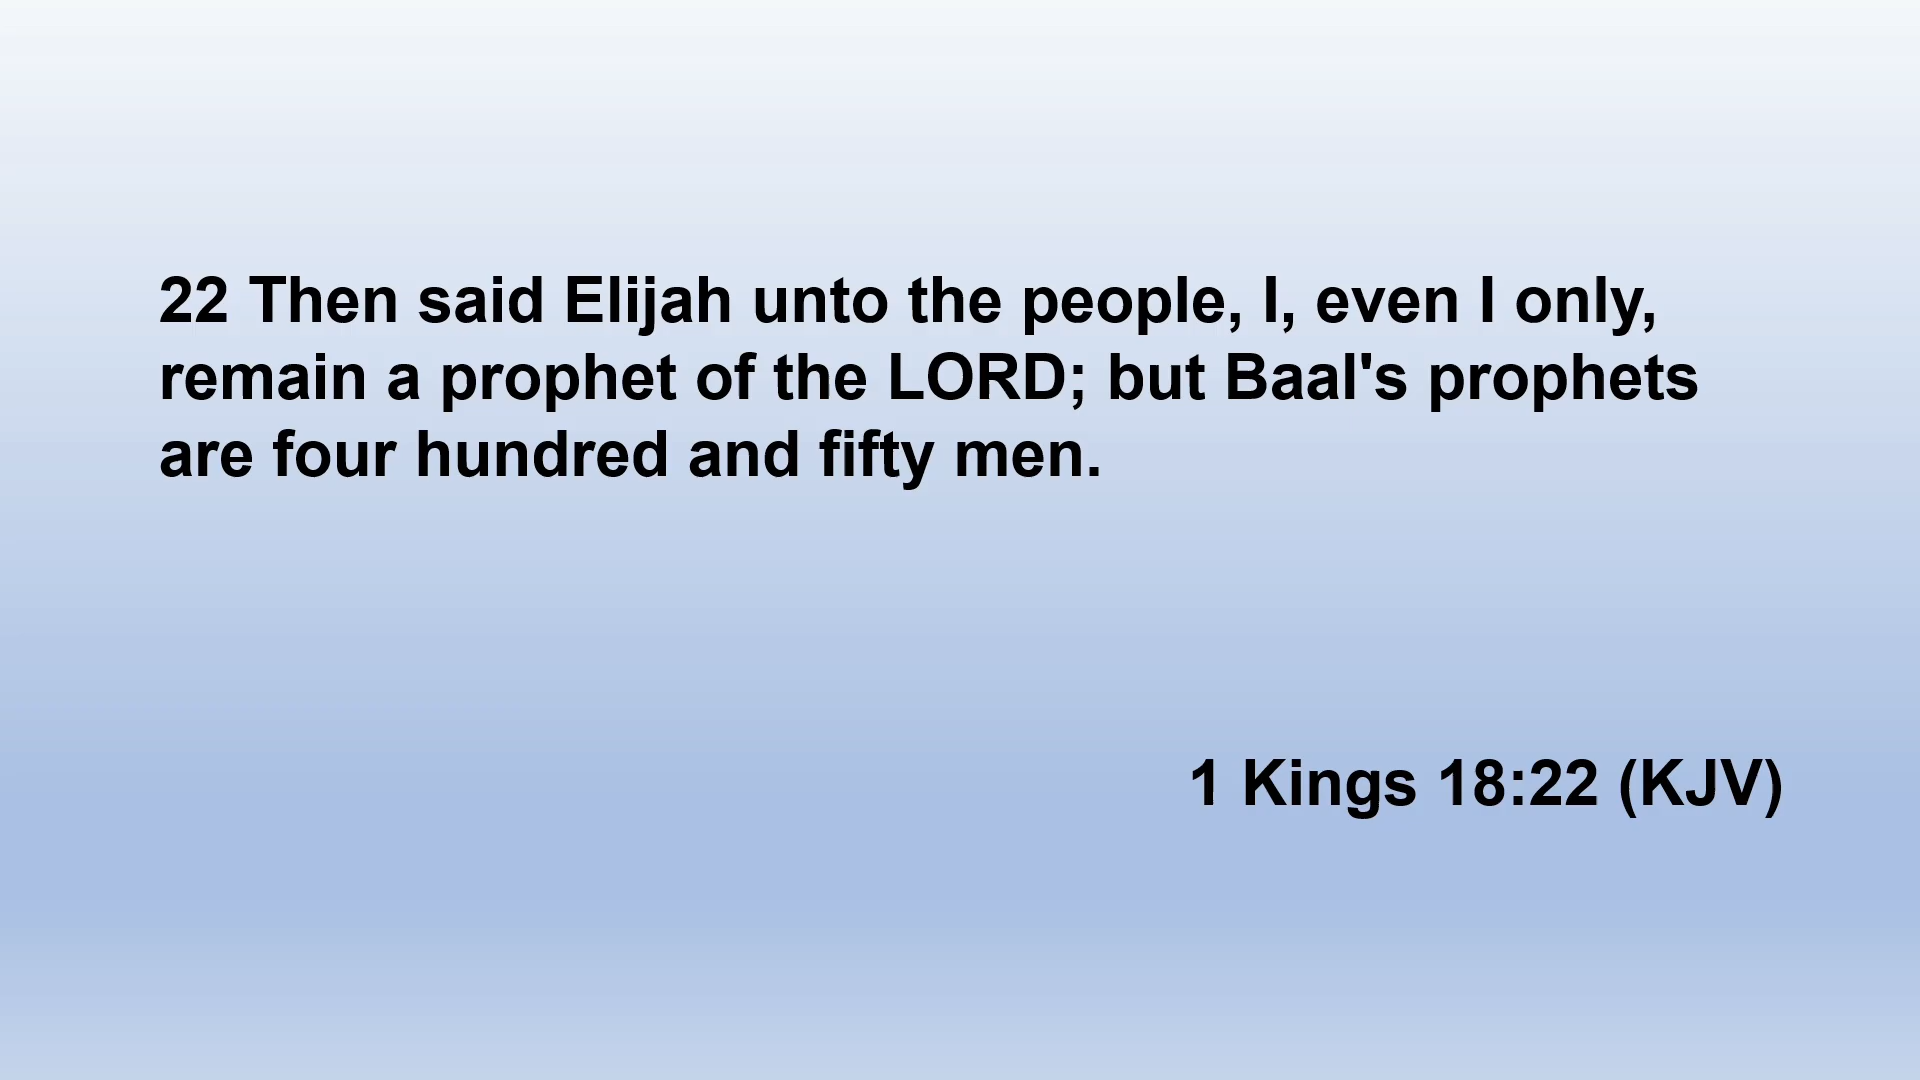 22 Then said Elijah unto the people, I, even I only,
remain a prophet of the LORD; but Baal's prophets
are four hundred and fifty men.
1 Kings 18:22 (KJV)